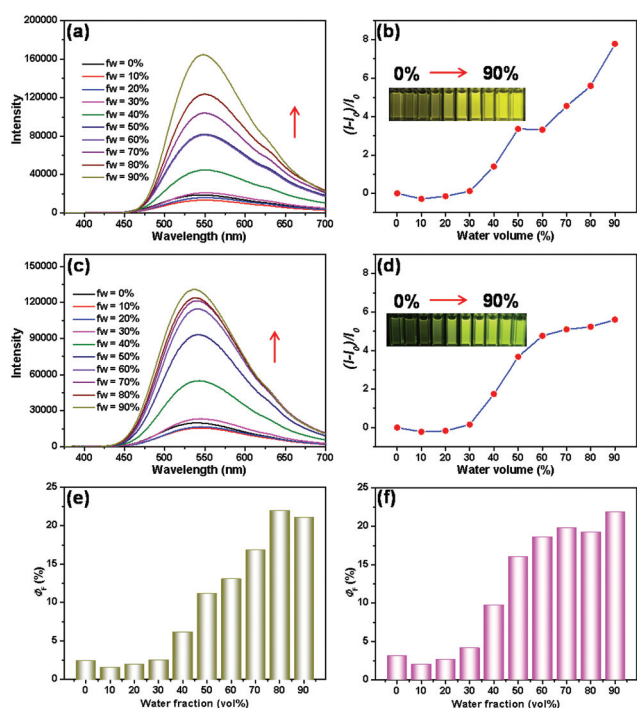 (a)
200000
160000
120000
80000
40000
0
Intensity
fw = 0%
fw = 10%
fw = 20%
fw = 30%
fw = 40%
fw = 50%
fw = 60%
fw = 70%
fw = 80%
fw = 90%
400 450 500 550 600 650 700
Wavelength (nm)
(b)
8
6
4
2
0
(I-I₀)/I₀
0% 90%
0 10 20 30 40 50 60 70 80 90
Water volume (%)
(c)
150000
120000
90000
60000
30000
0
Intensity
fw = 0%
fw = 10%
fw = 20%
fw = 30%
fw = 40%
fw = 50%
fw = 60%
fw = 70%
fw = 80%
fw = 90%
400 450 500 550 600 650 700
Wavelength (nm)
(d)
8
6
4
2
0
(I-I₀)/I₀
0% 90%
0 10 20 30 40 50 60 70 80 90
Water volume (%)
(e)
25
20
15
10
5
0
Φ_F (%)
0 10 20 30 40 50 60 70 80 90
Water fraction (vol%)
(f)
25
20
15
10
5
0
Φ_F (%)
0 10 20 30 40 50 60 70 80 90
Water fraction (vol%)